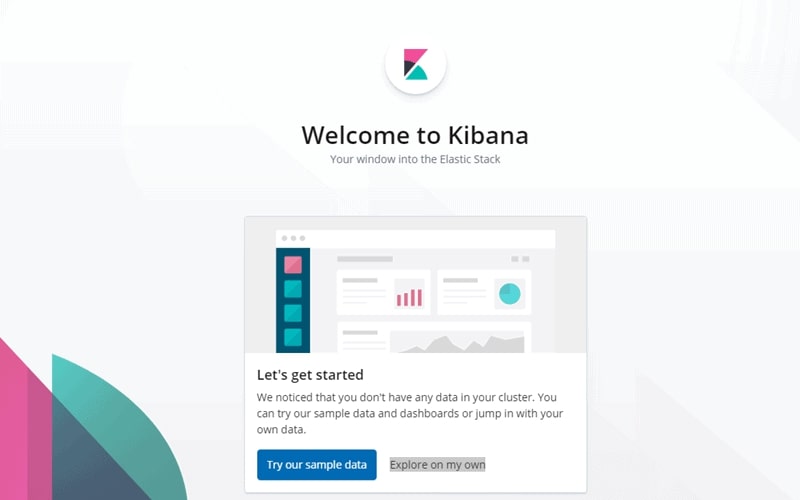 Welcome to Kibana
Your window into the Elastic Stack
Let's get started
We noticed that you don't have any data in your cluster. You
can try our sample data and dashboards or jump in with your
own data.
Try our sample data
Explore on my own